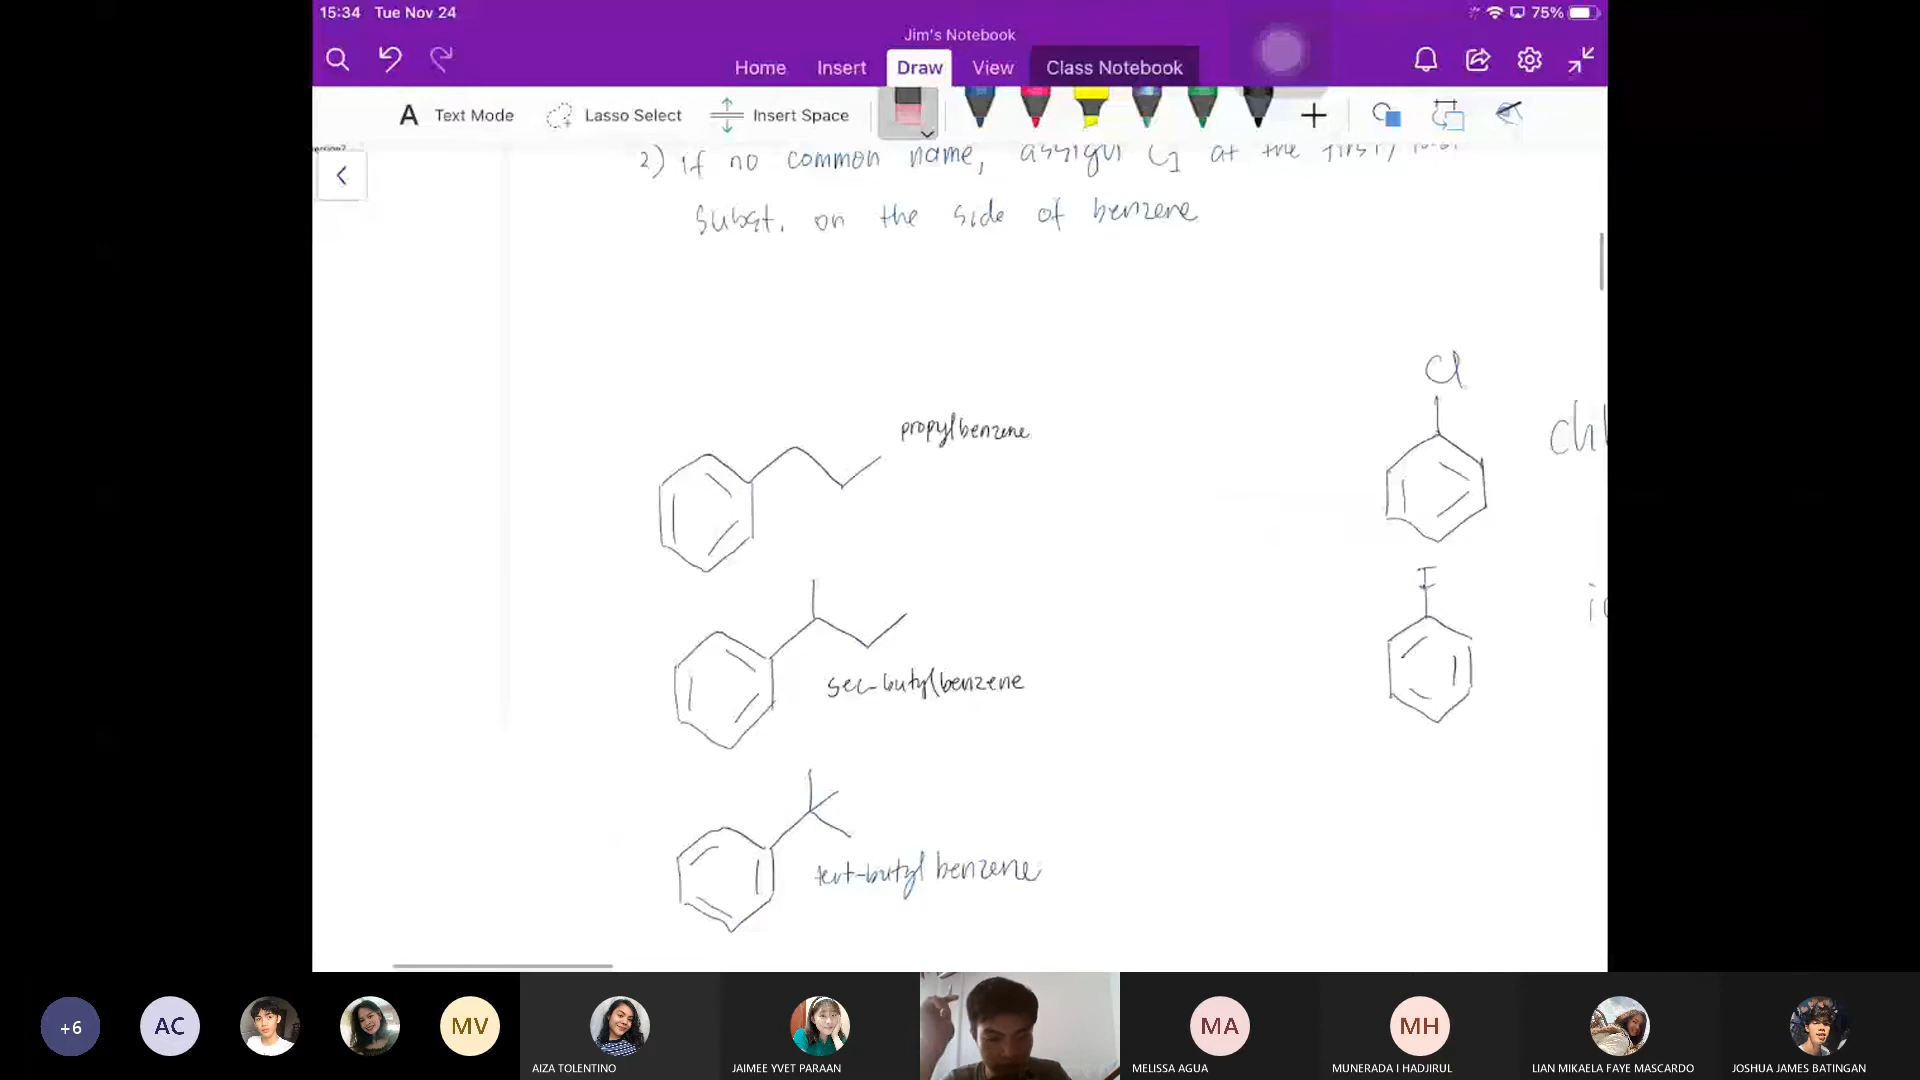 15:34 Tue Nov 24
75%
Jim's Notebook
Home Insert Draw View Class Notebook
A Text Mode Lasso Select Insert Space
2) if no common name, assign C1 at the first
subst. on the side of benzene
Cl
propylbenzene
chl
I
sec-butylbenzene
tert-butyl benzene
+6 AC MV MA MH
AIZA TOLENTINO JAIMEE YVET PARAAN MELISSA AGUA MUNERADA I HADJIRUL LIAN MIKAELA FAYE MASCARDO JOSHUA JAMES BATINGAN